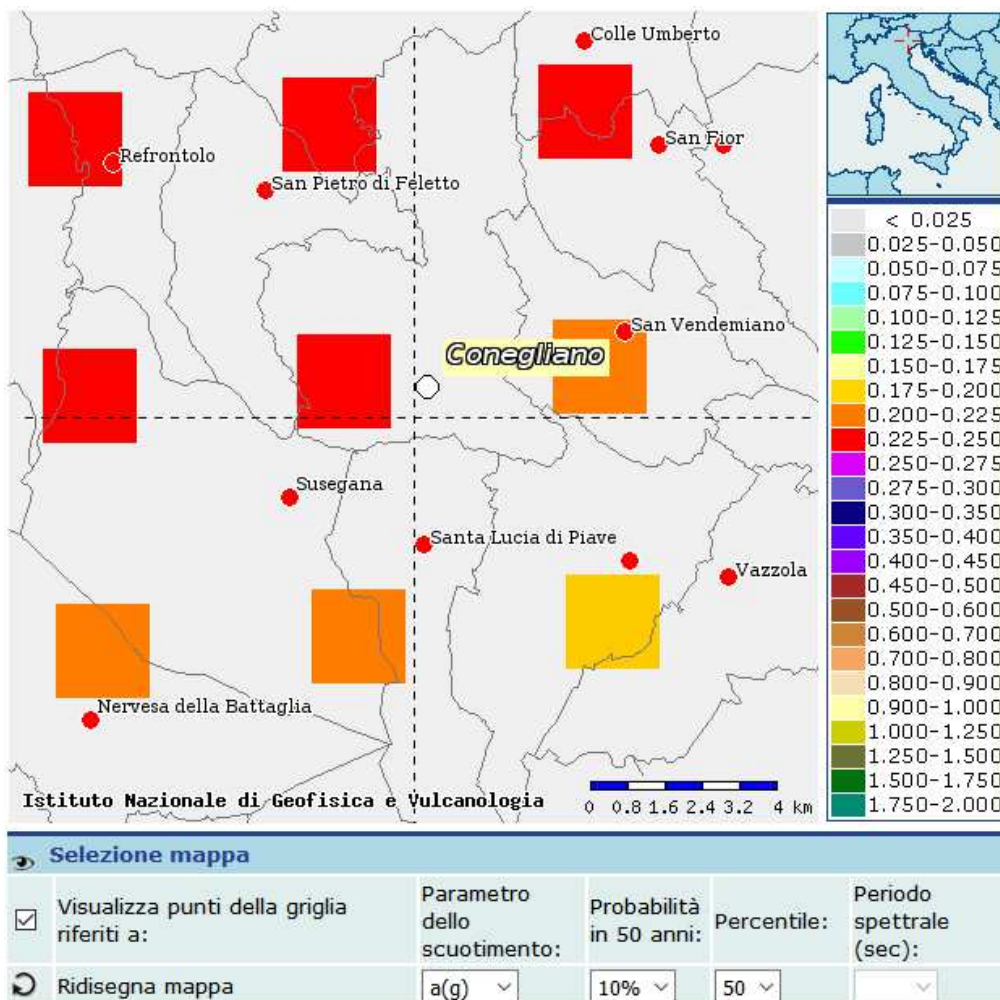 Colle Umberto
San Fior
Refrontolo
San Pietro di Feletto
San Vendemiano
Conegliano
Susegana
Santa Lucia di Piave
Vazzola
Nervesa della Battaglia
Istituto Nazionale di Geofisica e Vulcanologia
0 0.8 1.6 2.4 3.2 4 km
< 0.025
0.025-0.050
0.050-0.075
0.075-0.100
0.100-0.125
0.125-0.150
0.150-0.175
0.175-0.200
0.200-0.225
0.225-0.250
0.250-0.275
0.275-0.300
0.300-0.350
0.350-0.400
0.400-0.450
0.450-0.500
0.500-0.600
0.600-0.700
0.700-0.800
0.800-0.900
0.900-1.000
1.000-1.250
1.250-1.500
1.500-1.750
1.750-2.000
Selezione mappa
Visualizza punti della griglia
riferiti a:
Parametro
dello
scuotimento:
Probabilità
in 50 anni:
Percentile:
Periodo
spettrale
(sec):
Ridisegna mappa
a(g)
10%
50